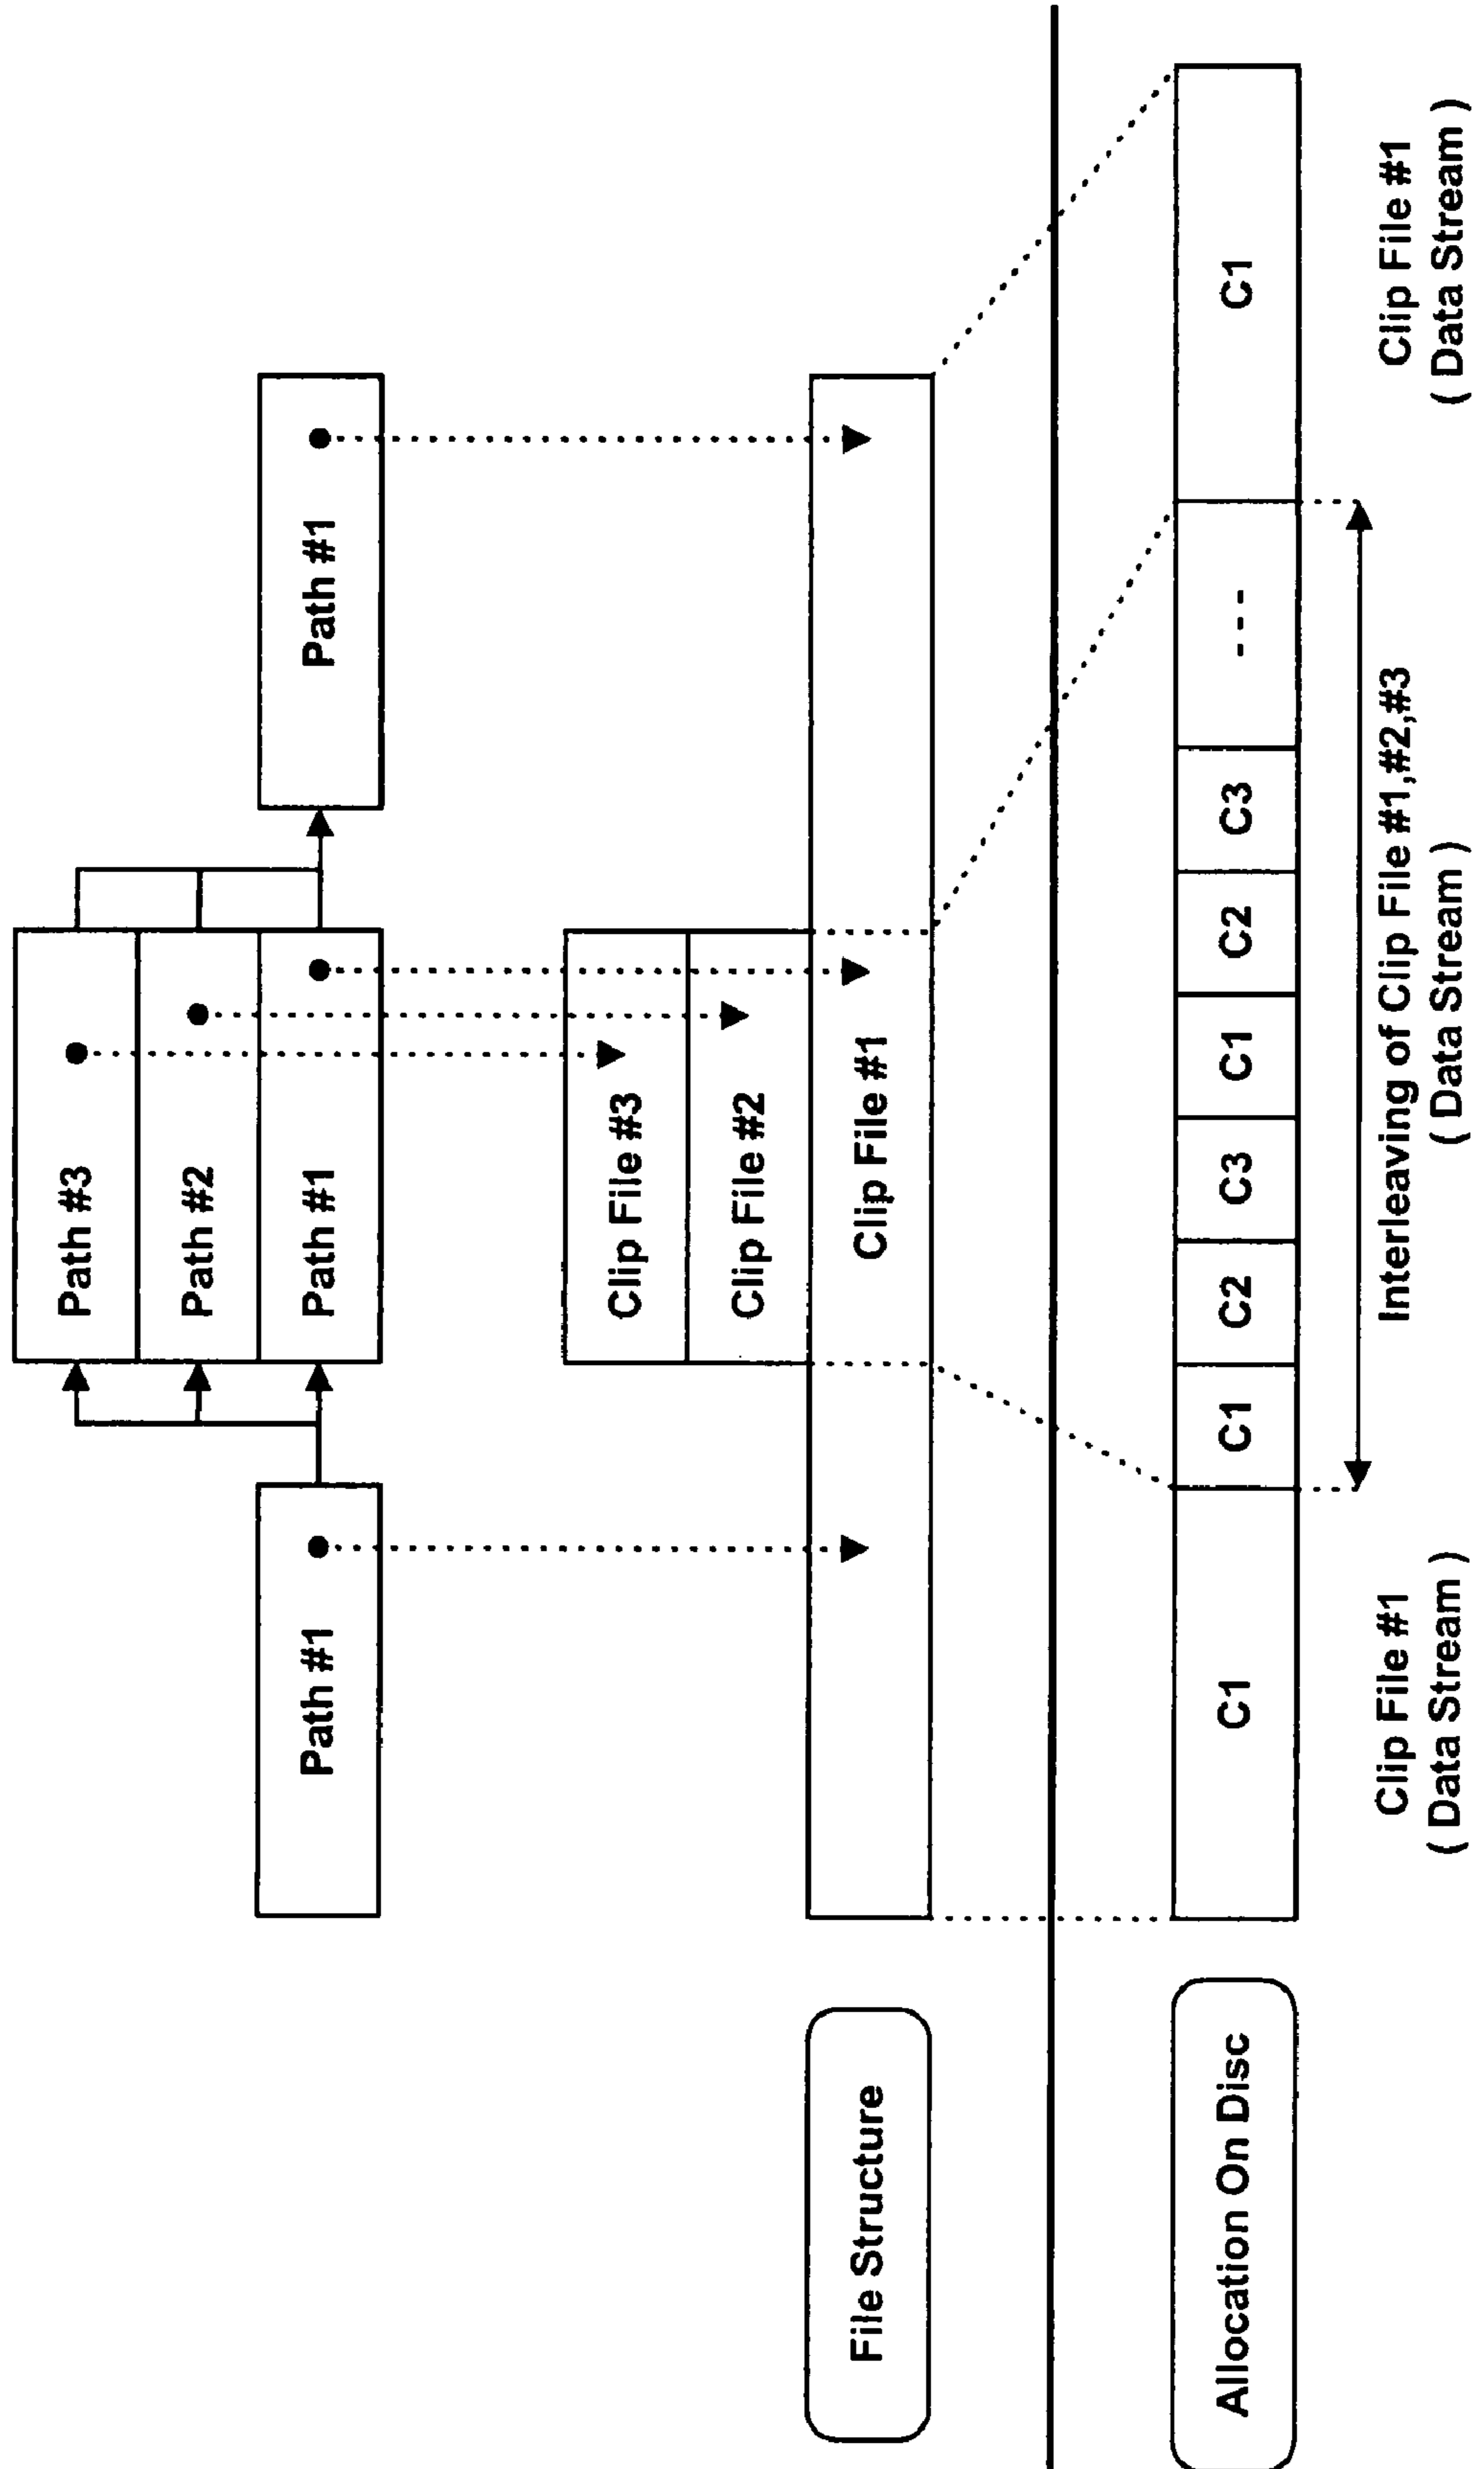 Path #3
Path #2
Path #1
Path #1
Path #1
Clip File #3
Clip File #2
File Structure
Clip File #1
Allocation On Disc
C1
C1
C2
C3
C1
C2
C3
---
C1
Clip File #1
( Data Stream )
Interleaving of Clip File #1,#2,#3
( Data Stream )
Clip File #1
( Data Stream )